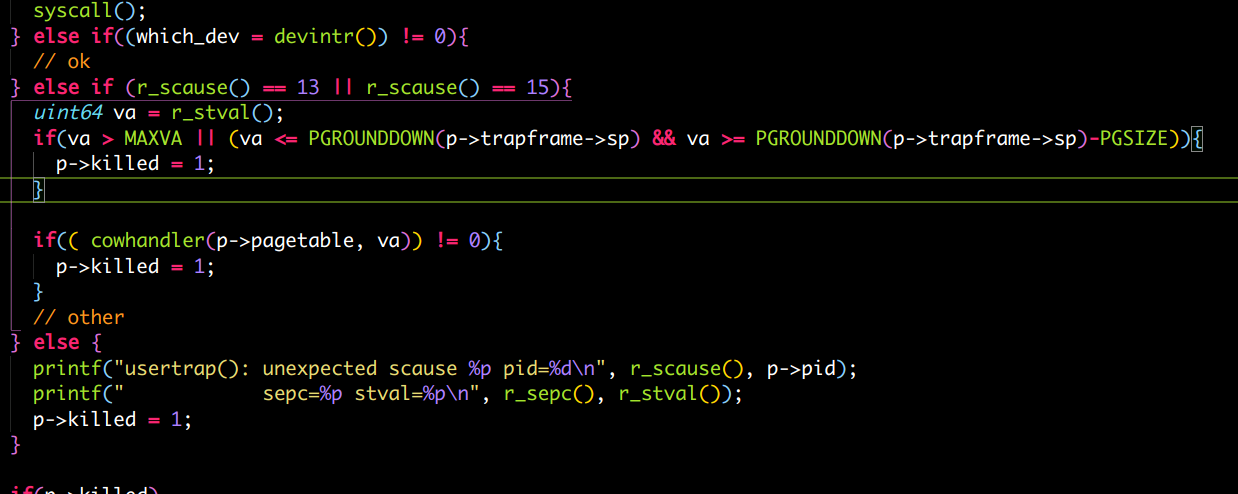 syscall();
} else if((which_dev = devintr()) != 0){
// ok
} else if (r_scause() == 13 || r_scause() == 15){
uint64 va = r_stval();
if(va > MAXVA || (va <= PGROUNDDOWN(p->trapframe->sp) && va >= PGROUNDDOWN(p->trapframe->sp)-PGSIZE)){
p->killed = 1;
}
if(( cowhandler(p->pagetable, va)) != 0){
p->killed = 1;
}
// other
} else {
printf("usertrap(): unexpected scause %p pid=%d\n", r_scause(), p->pid);
printf("            sepc=%p stval=%p\n", r_sepc(), r_stval());
p->killed = 1;
}
if(p->killed)